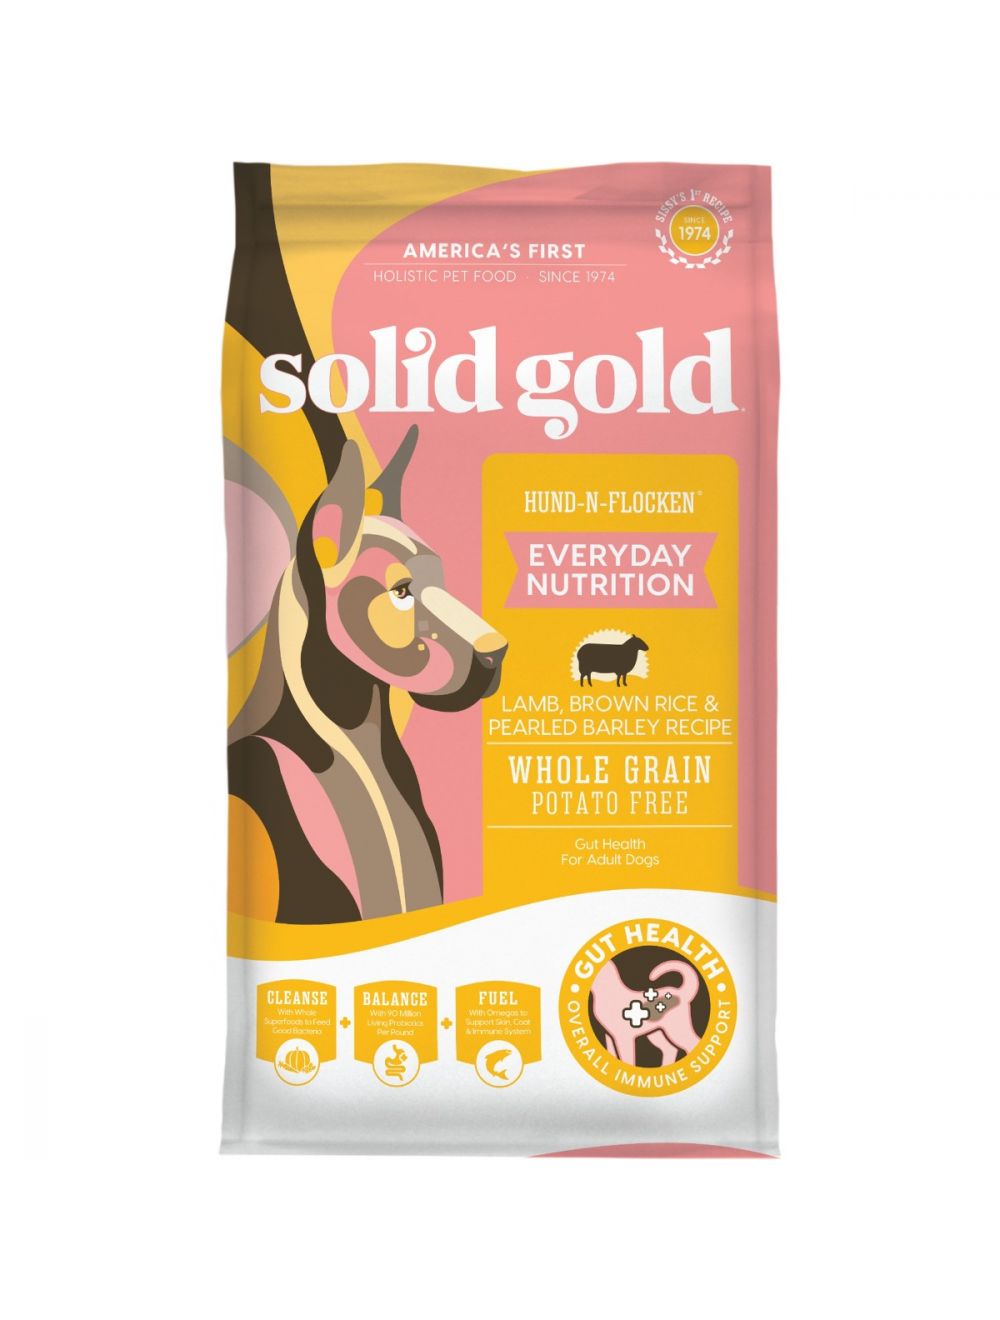 SISSY'S 1ST RECIPE
SINCE
1974
AMERICA'S FIRST
HOLISTIC PET FOOD · SINCE 1974
solid gold
HUND-N-FLOCKEN®
EVERYDAY
NUTRITION
LAMB, BROWN RICE &
PEARLED BARLEY RECIPE
WHOLE GRAIN
POTATO FREE
Gut Health
For Adult Dogs
CLEANSE
With Whole
Superfoods to Feed
Good Bacteria
+
BALANCE
With 90 Million
Living Probiotics
Per Pound
+
FUEL
With Omegas to
Support Skin, Coat
& Immune System
• GUT HEALTH •
OVERALL IMMUNE SUPPORT